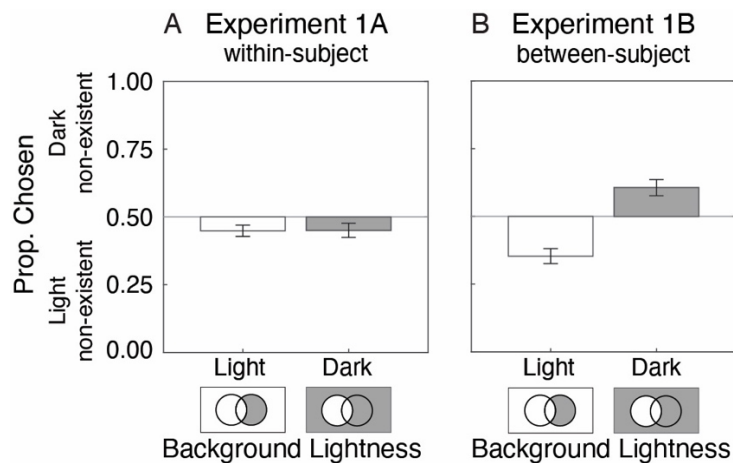 A Experiment 1A
within-subject
B Experiment 1B
between-subject
Prop. Chosen
Dark
non-existent
Light
non-existent
1.00
0.75
0.50
0.25
0.00
Light Dark
Background Lightness
Light Dark
Background Lightness